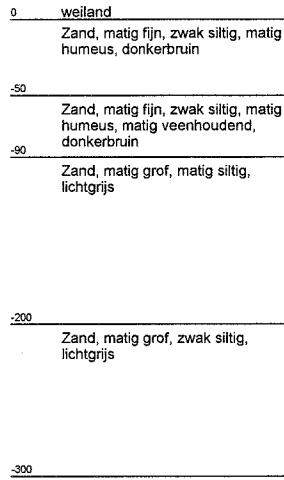 0 weiland
Zand, matig fijn, zwak siltig, matig
humeus, donkerbruin
-50
Zand, matig fijn, zwak siltig, matig
humeus, matig veenhoudend,
donkerbruin
-90
Zand, matig grof, matig siltig,
lichtgrijs
-200
Zand, matig grof, zwak siltig,
lichtgrijs
-300